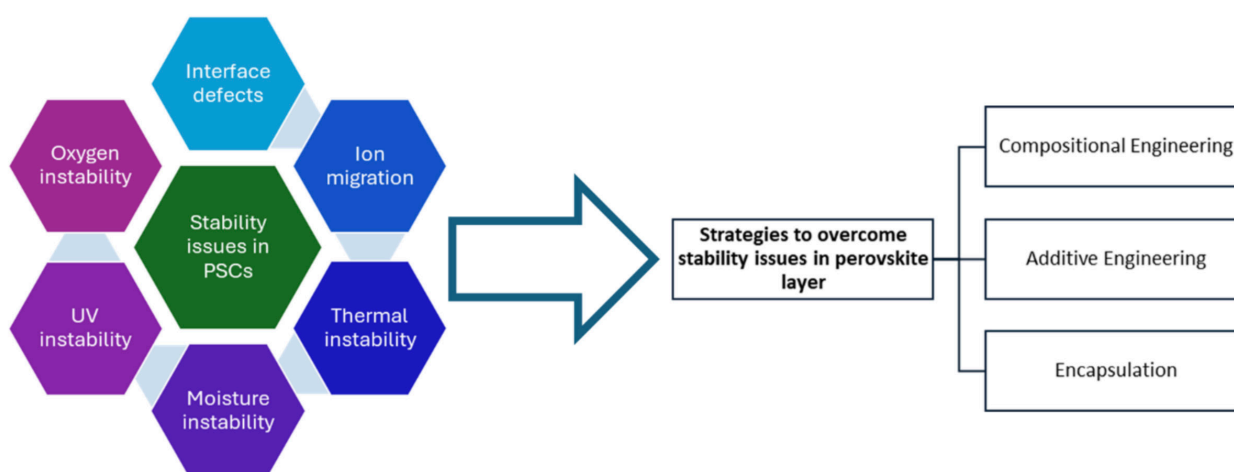 Interface
defects
Oxygen
instability
Ion
migration
Stability
issues in
PSCs
UV
instability
Thermal
instability
Moisture
instability
Strategies to overcome
stability issues in perovskite
layer
Compositional Engineering
Additive Engineering
Encapsulation